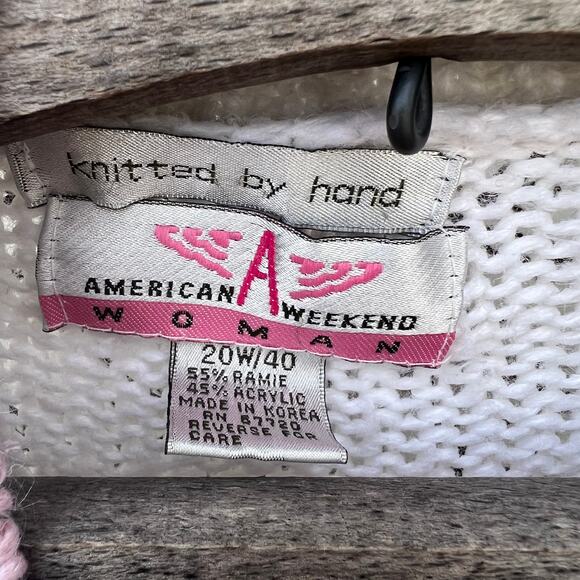 knitted by hand
A
AMERICAN WEEKEND
WOMAN
20W/40
55% RAMIE
45% ACRYLIC
MADE IN KOREA
RN 57720
REVERSE FOR
CARE